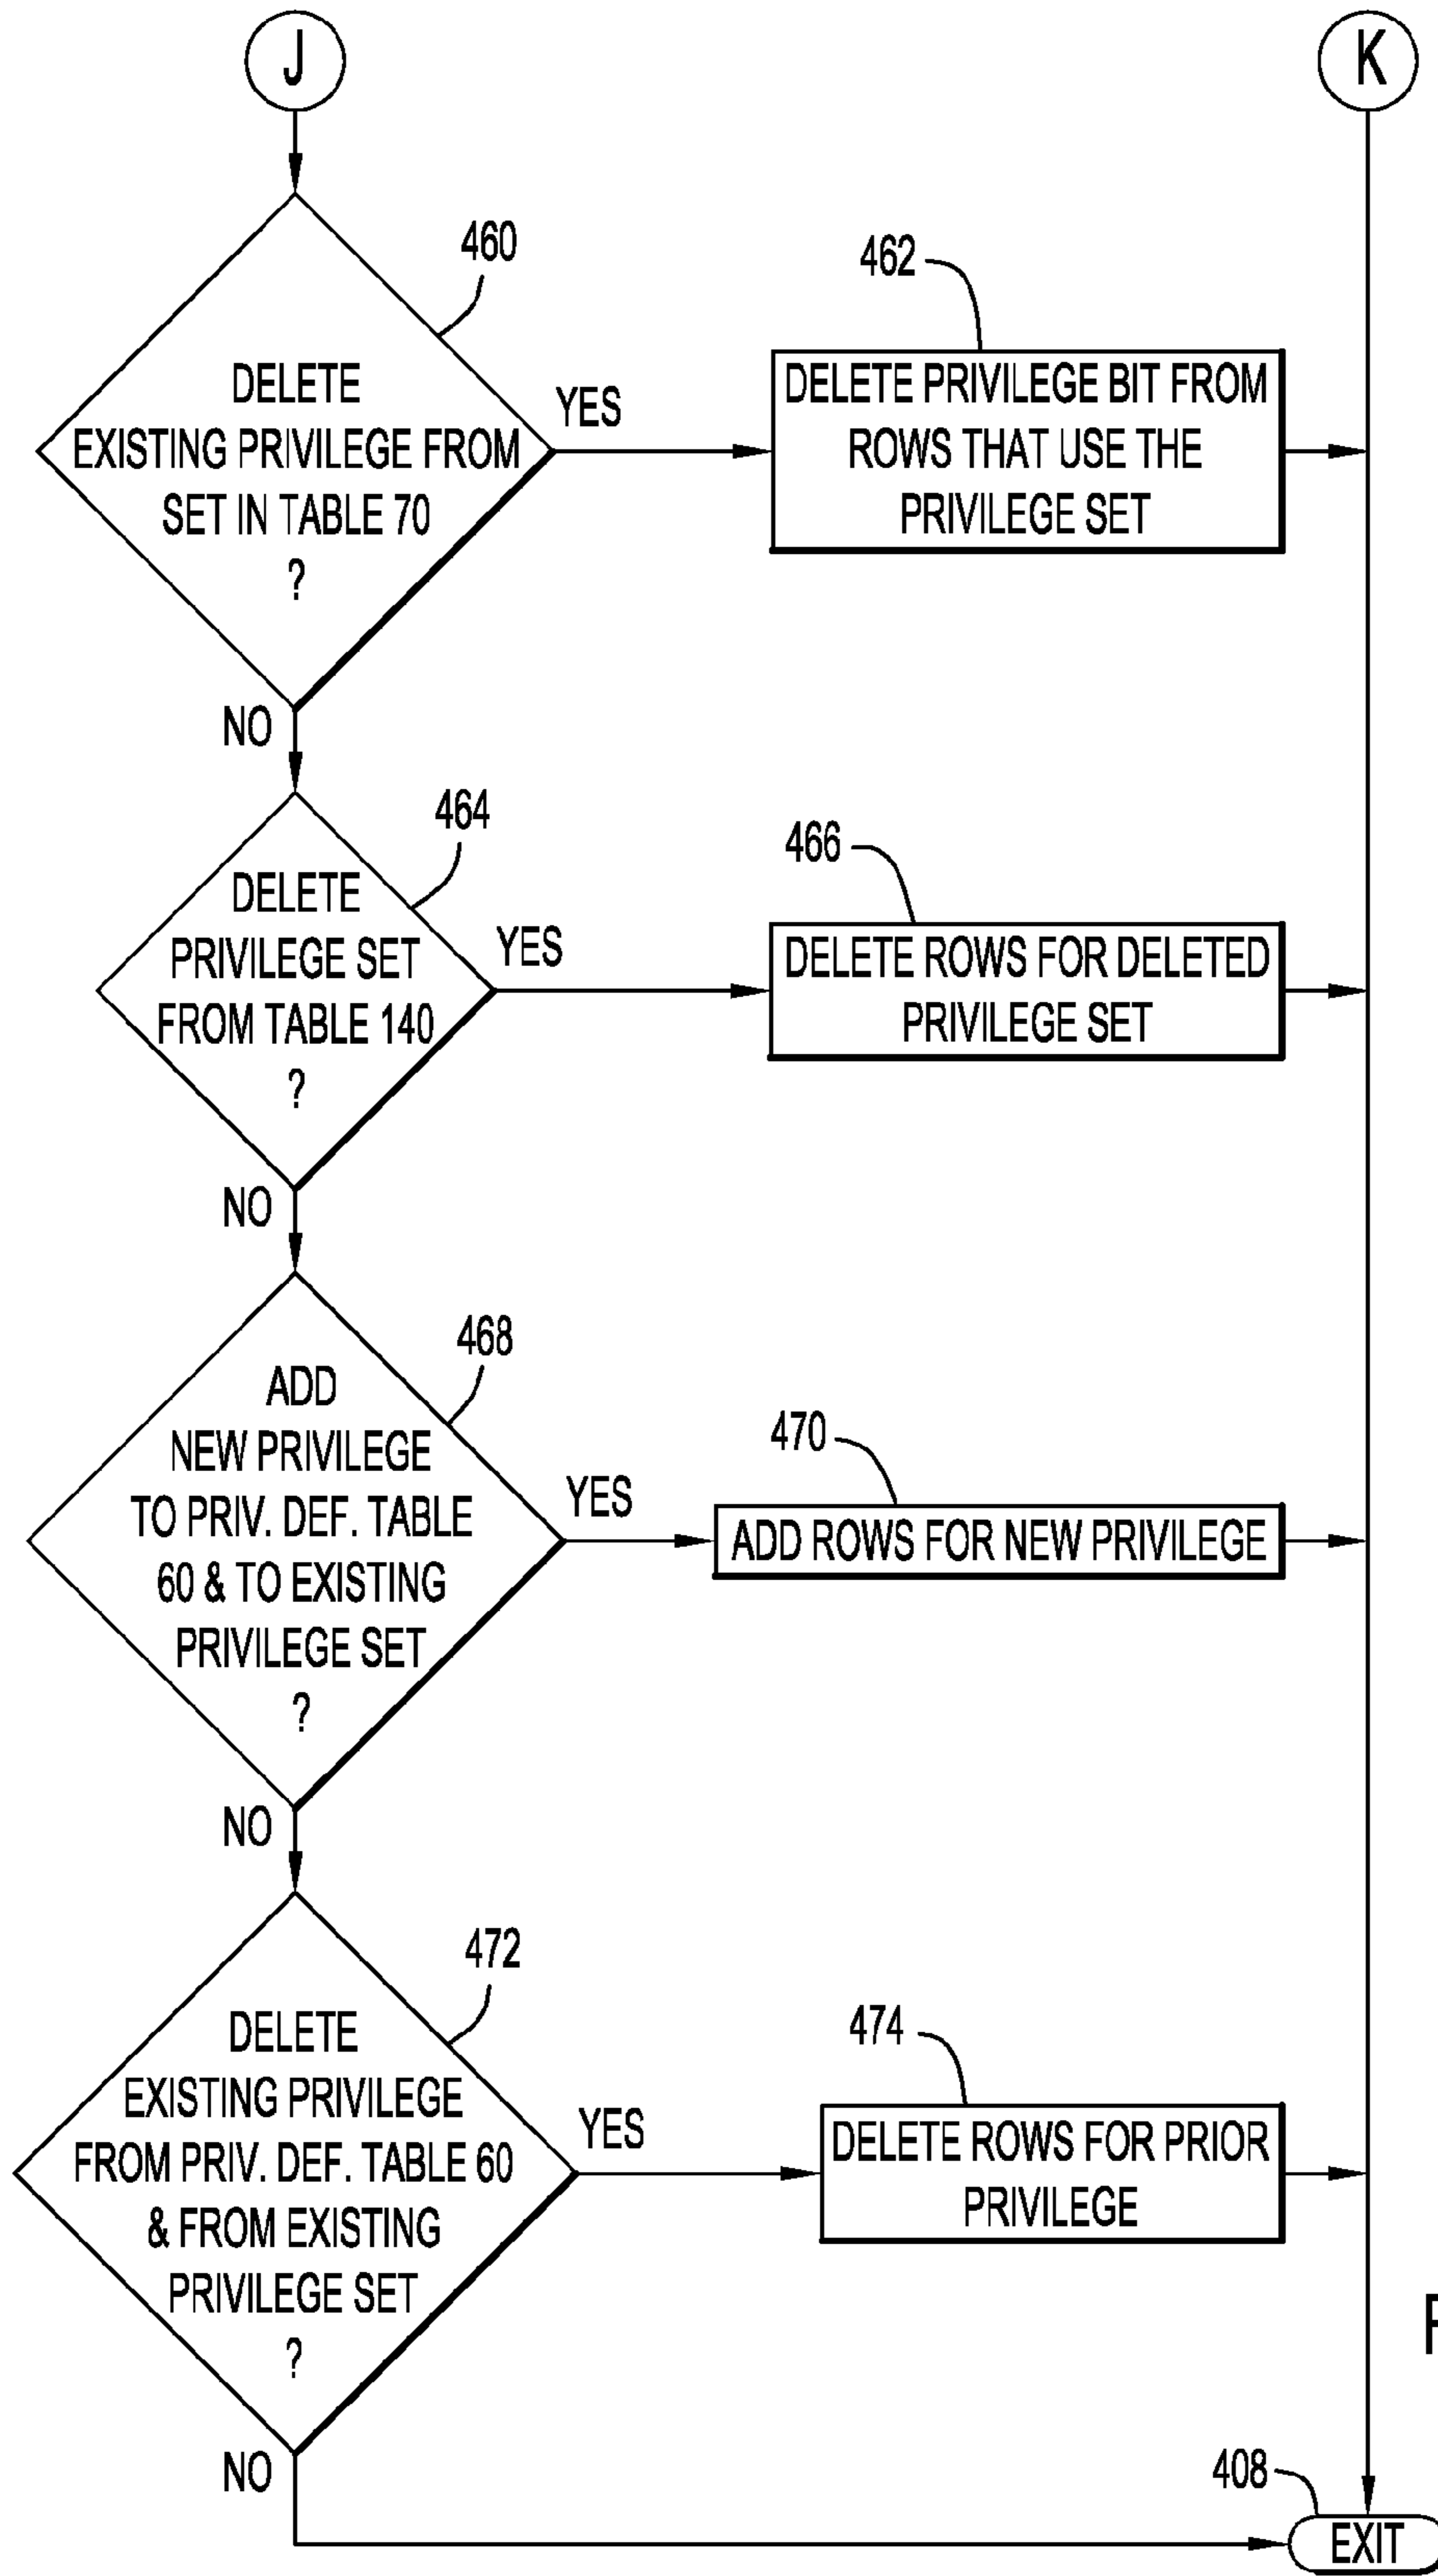 J
K
460
462
DELETE
EXISTING PRIVILEGE FROM
SET IN TABLE 70
?
YES
DELETE PRIVILEGE BIT FROM
ROWS THAT USE THE
PRIVILEGE SET
NO
464
466
DELETE
PRIVILEGE SET
FROM TABLE 140
?
YES
DELETE ROWS FOR DELETED
PRIVILEGE SET
NO
468
470
ADD
NEW PRIVILEGE
TO PRIV. DEF. TABLE
60 & TO EXISTING
PRIVILEGE SET
?
YES
ADD ROWS FOR NEW PRIVILEGE
NO
472
474
DELETE
EXISTING PRIVILEGE
FROM PRIV. DEF. TABLE 60
& FROM EXISTING
PRIVILEGE SET
?
YES
DELETE ROWS FOR PRIOR
PRIVILEGE
NO
408
EXIT